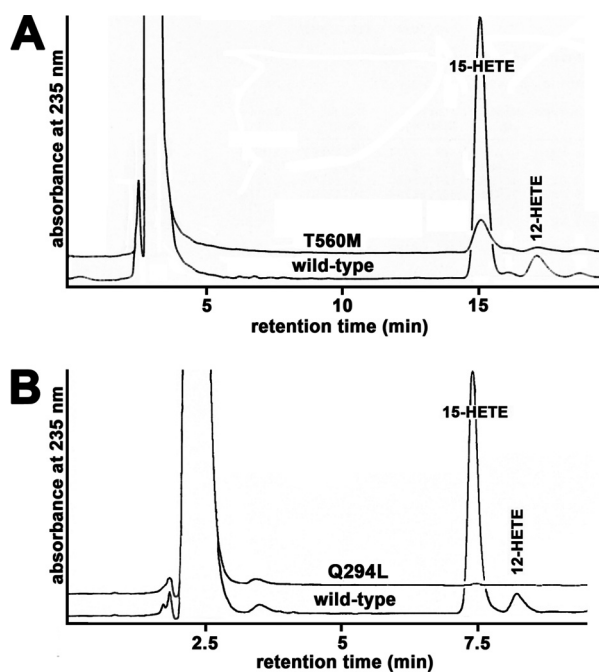 A
absorbance at 235 nm
15-HETE
12-HETE
T560M
wild-type
5
10
15
retention time (min)
B
absorbance at 235 nm
15-HETE
12-HETE
Q294L
wild-type
2.5
5
7.5
retention time (min)